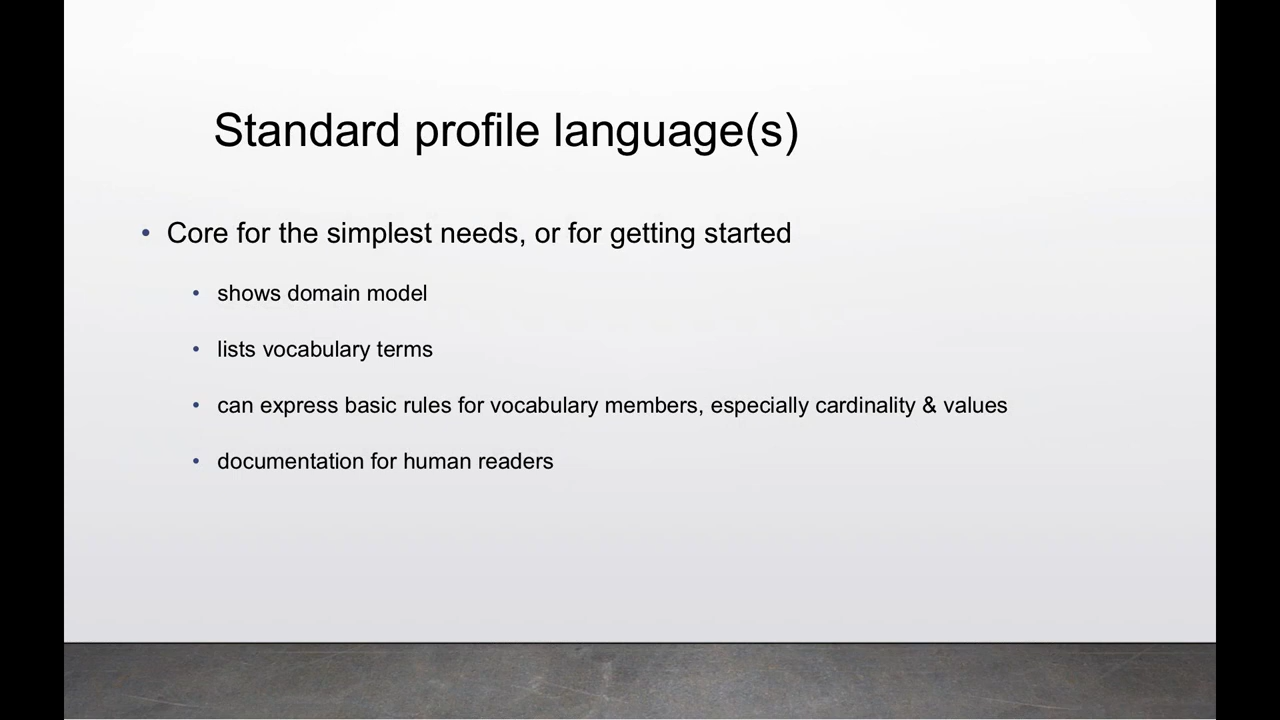 Standard profile language(s)
• Core for the simplest needs, or for getting started
• shows domain model
• lists vocabulary terms
• can express basic rules for vocabulary members, especially cardinality & values
• documentation for human readers